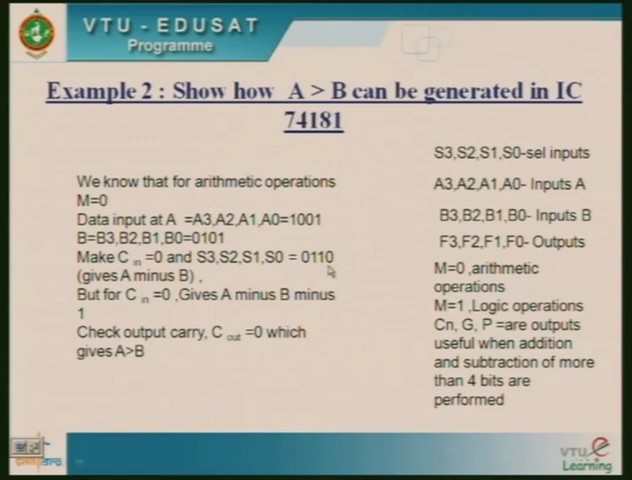 VTU - EDUSAT
Programme
Example 2 : Show how A > B can be generated in IC
74181
We know that for arithmetic operations
M=0
Data input at A =A3,A2,A1,A0=1001
B=B3,B2,B1,B0=0101
Make C in =0 and S3,S2,S1,S0 = 0110
(gives A minus B) ,
But for C in =0 ,Gives A minus B minus
1
Check output carry, C out =0 which
gives A>B
S3,S2,S1,S0-sel inputs
A3,A2,A1,A0- Inputs A
B3,B2,B1,B0- Inputs B
F3,F2,F1,F0- Outputs
M=0 ,arithmetic
operations
M=1 ,Logic operations
Cn, G, P =are outputs
useful when addition
and subtraction of more
than 4 bits are
performed
VTU e
Learning